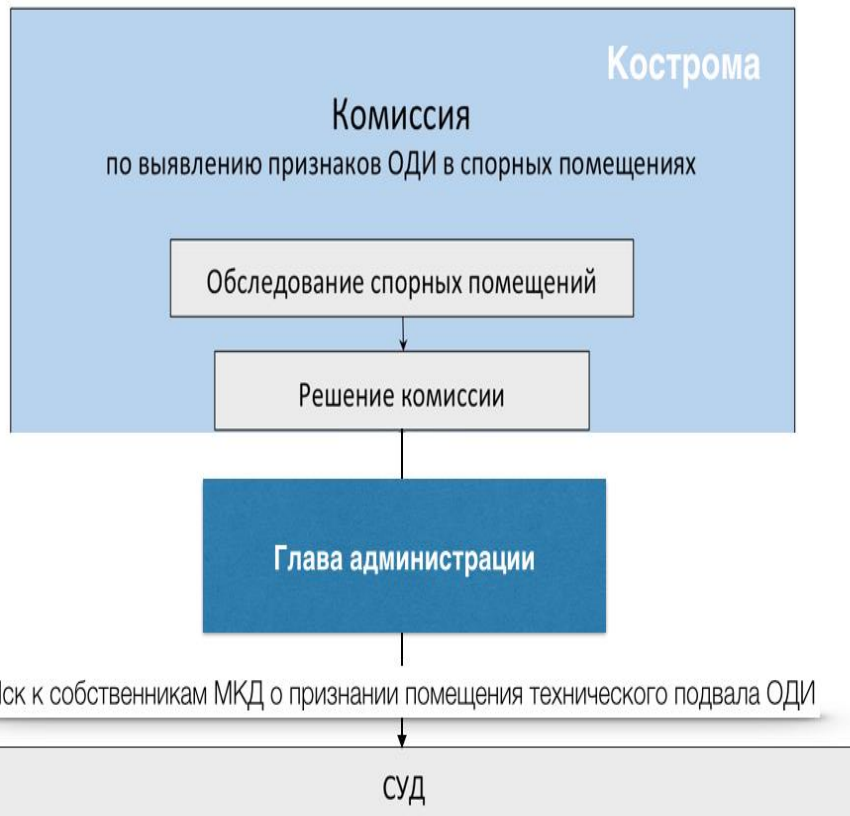 Кострома
Комиссия
по выявлению признаков ОДИ в спорных помещениях
Обследование спорных помещений
Решение комиссии
Глава администрации
к собственникам МКД о признании помещения технического подвала ОДИ
СУД